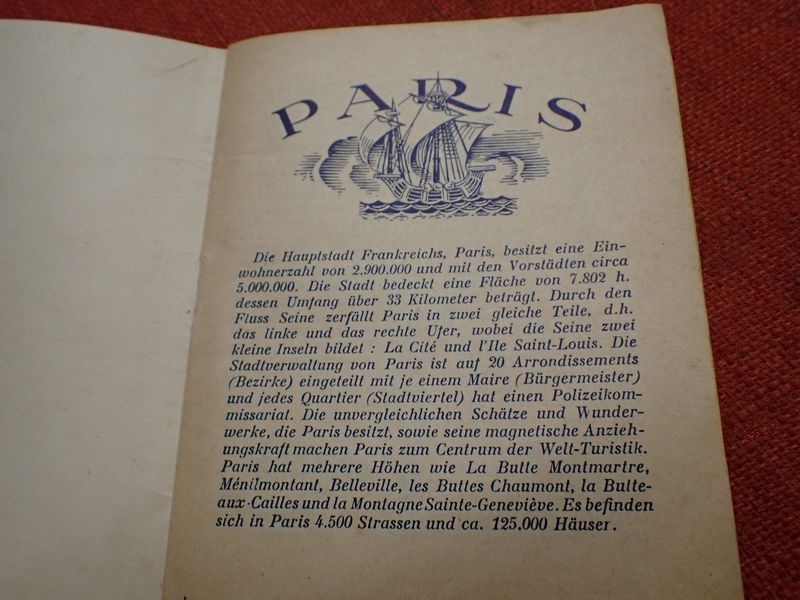 PARIS
Die Hauptstadt Frankreichs, Paris, besitzt eine Ein-
wohnerzahl von 2.900.000 und mit den Vorstädten circa
5.000.000. Die Stadt bedeckt eine Fläche von 7.802 h.
dessen Umfang über 33 Kilometer beträgt. Durch den
Fluss Seine zerfällt Paris in zwei gleiche Teile, d.h.
das linke und das rechte Ufer, wobei die Seine zwei
kleine Inseln bildet : La Cité und l'Ile Saint-Louis. Die
Stadtverwaltung von Paris ist auf 20 Arrondissements
(Bezirke) eingeteilt mit je einem Maire (Bürgermeister)
und jedes Quartier (Stadtviertel) hat einen Polizeikom-
missariat. Die unvergleichlichen Schätze und Wunder-
werke, die Paris besitzt, sowie seine magnetische Anzieh-
ungskraft machen Paris zum Centrum der Welt-Turistik.
Paris hat mehrere Höhen wie La Butte Montmartre,
Ménilmontant, Belleville, les Buttes Chaumont, la Butte-
aux-Cailles und la Montagne Sainte-Geneviève. Es befinden
sich in Paris 4.500 Strassen und ca. 125.000 Häuser.